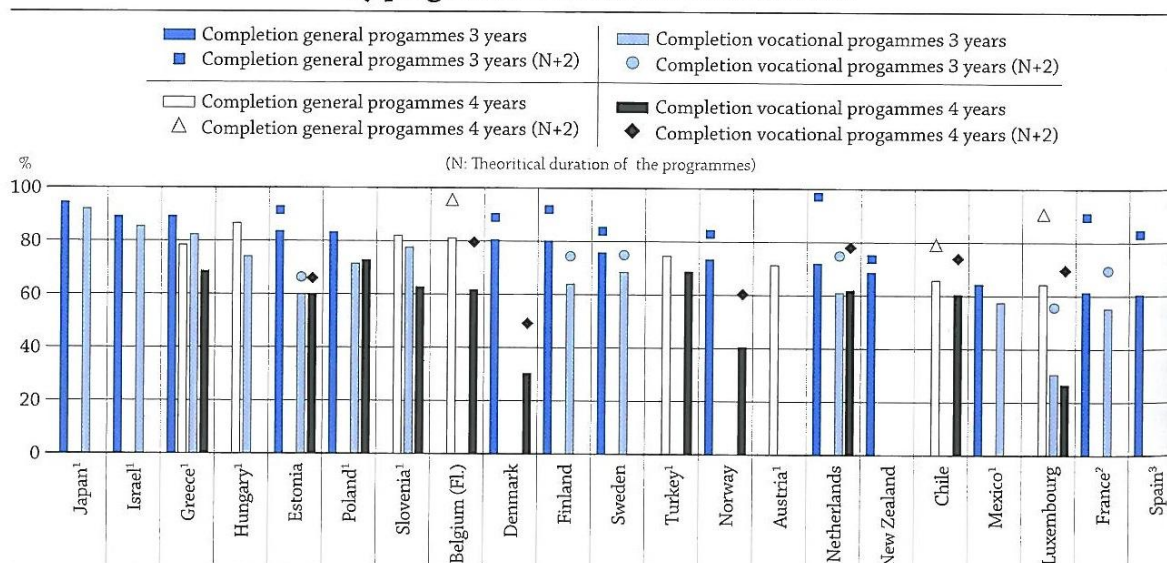 Completion general progammes 3 years
Completion general progammes 3 years (N+2)
Completion vocational progammes 3 years
Completion vocational progammes 3 years (N+2)
Completion general progammes 4 years
Completion general progammes 4 years (N+2)
Completion vocational progammes 4 years
Completion vocational progammes 4 years (N+2)
%
(N: Theoritical duration of the programmes)
100
80
60
40
20
0
Japan¹
Israel¹
Greece¹
Hungary¹
Estonia
Poland¹
Slovenia¹
Belgium (Fl.)
Denmark
Finland
Sweden
Turkey¹
Norway
Austria¹
Netherlands
New Zealand
Chile
Mexico¹
Luxembourg
France²
Spain³